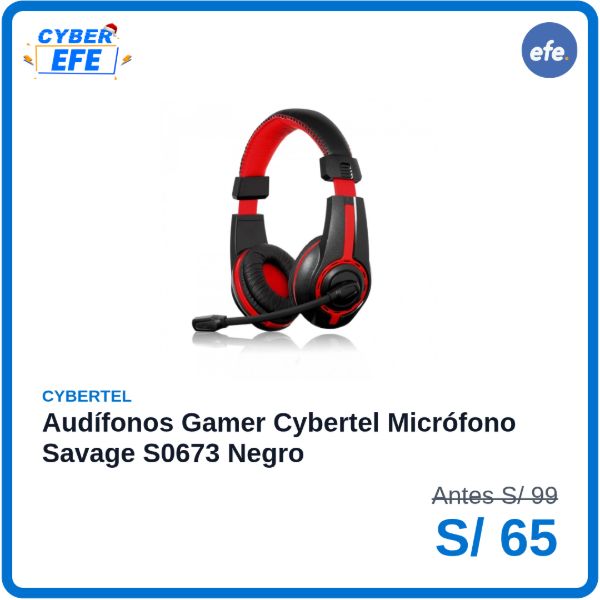 CYBER
EFE
efe.
CYBERTEL
Audífonos Gamer Cybertel Micrófono
Savage S0673 Negro
Antes S/ 99
S/ 65